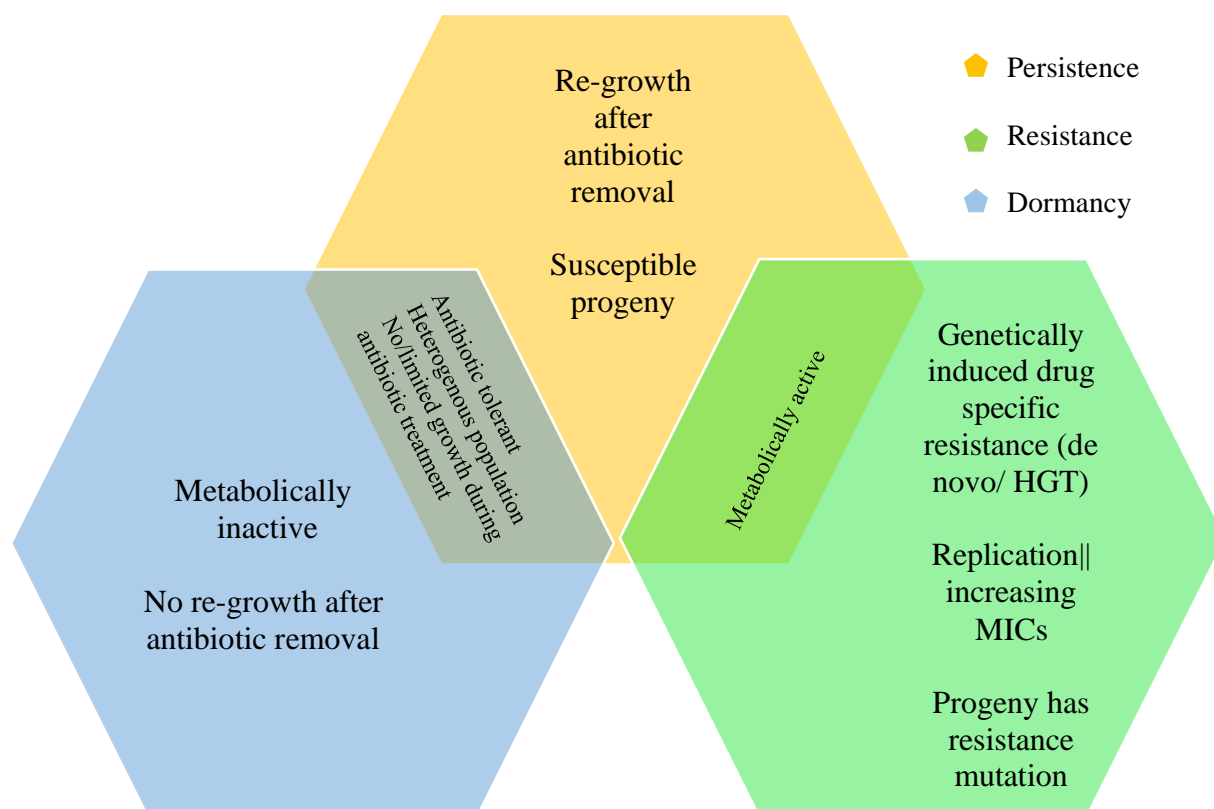 Re-growth
after
antibiotic
removal
Susceptible
progeny
Persistence
Resistance
Dormancy
Antibiotic tolerant
Heterogenous population
No/limited growth during
antibiotic treatment
Metabolically active
Metabolically
inactive
No re-growth after
antibiotic removal
Genetically
induced drug
specific
resistance (de
novo/ HGT)
Replication||
increasing
MICs
Progeny has
resistance
mutation